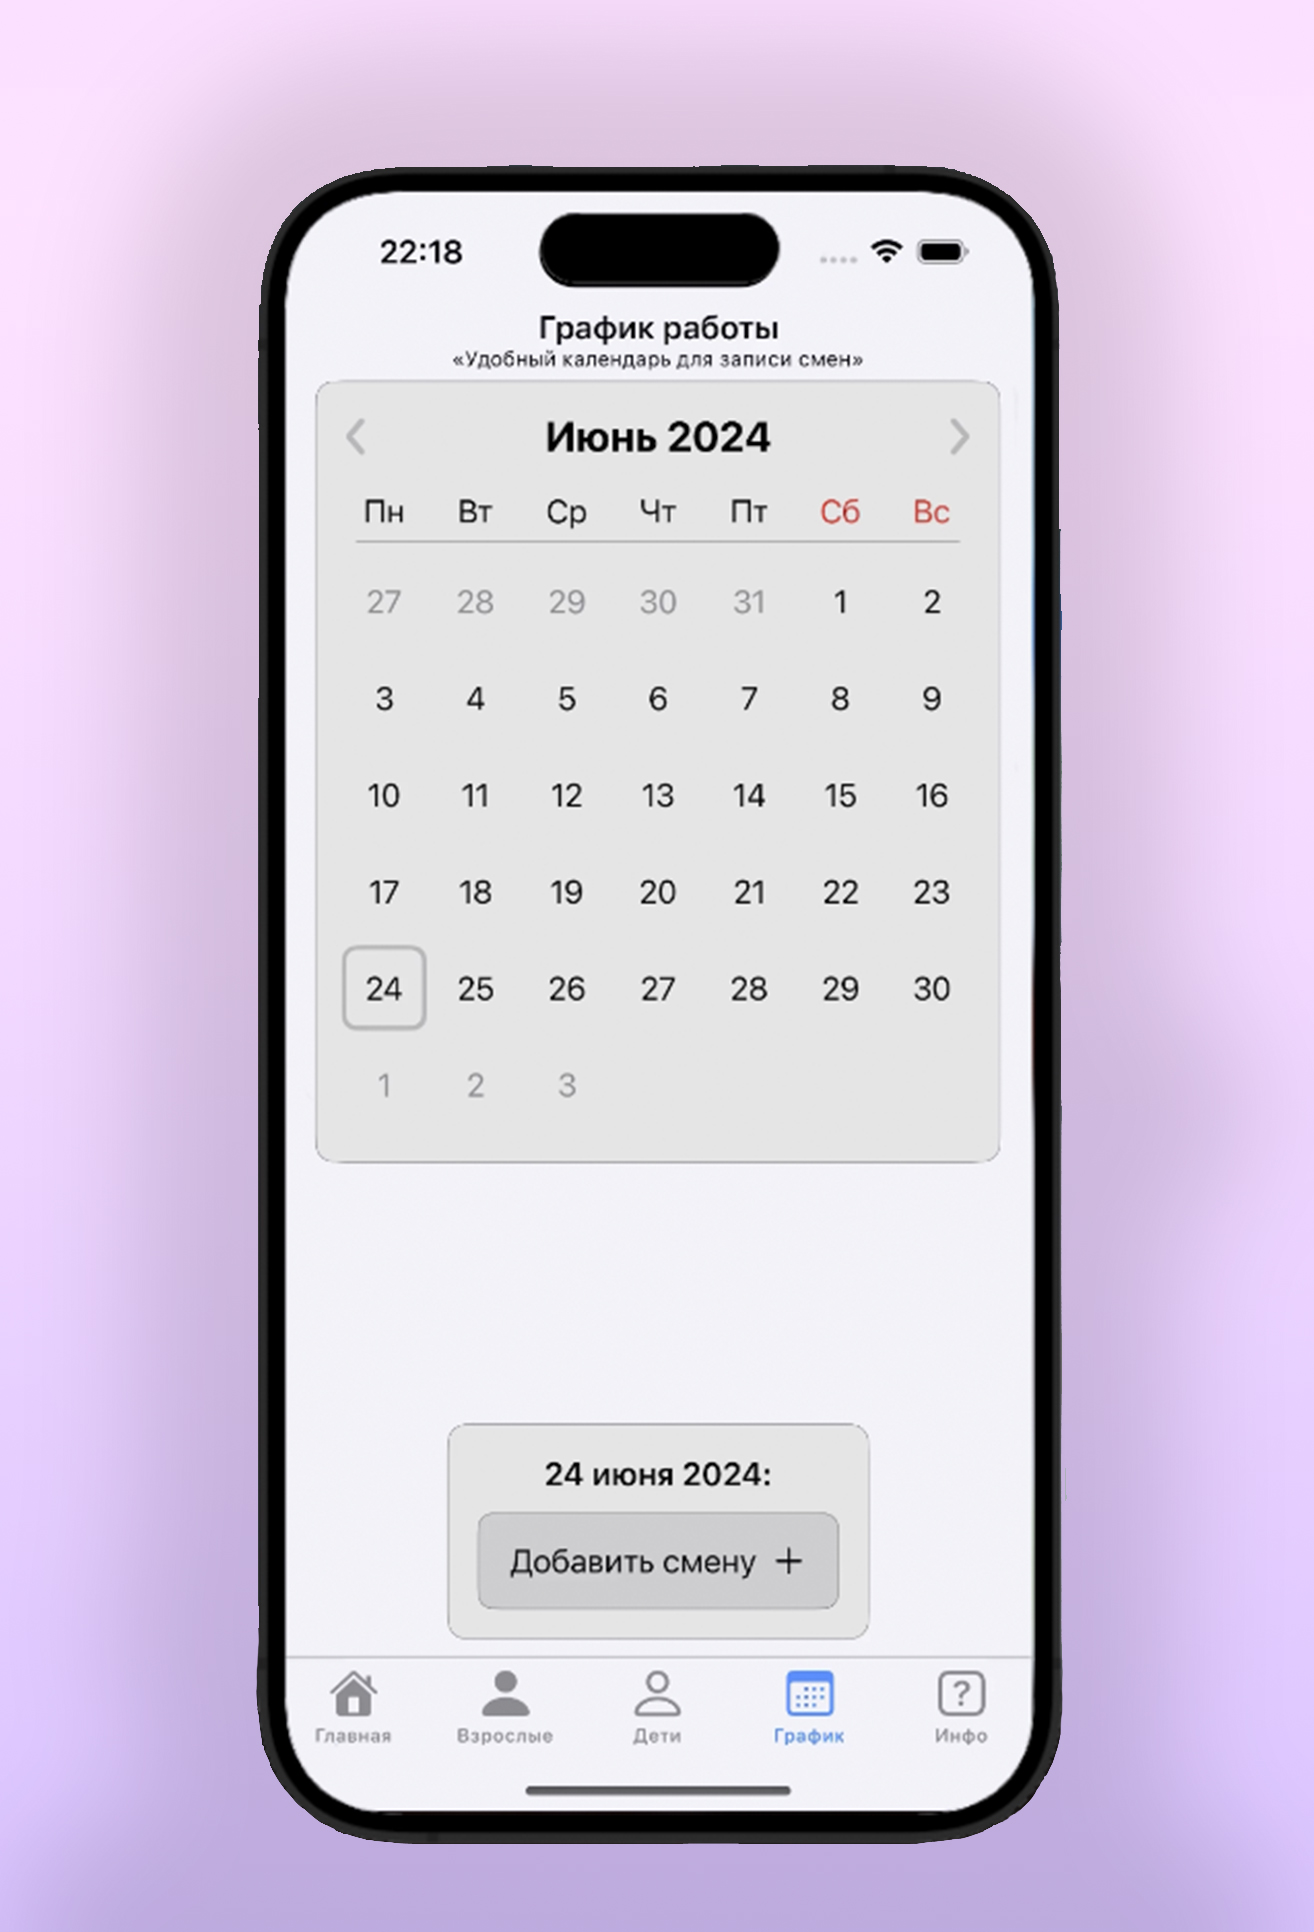 22:18
График работы
«Удобный календарь для записи смен»
Июнь 2024
Пн Вт Ср Чт Пт Сб Вс
27 28 29 30 31 1 2
3 4 5 6 7 8 9
10 11 12 13 14 15 16
17 18 19 20 21 22 23
24 25 26 27 28 29 30
1 2 3
24 июня 2024:
Добавить смену +
Главная Взрослые Дети График Инфо